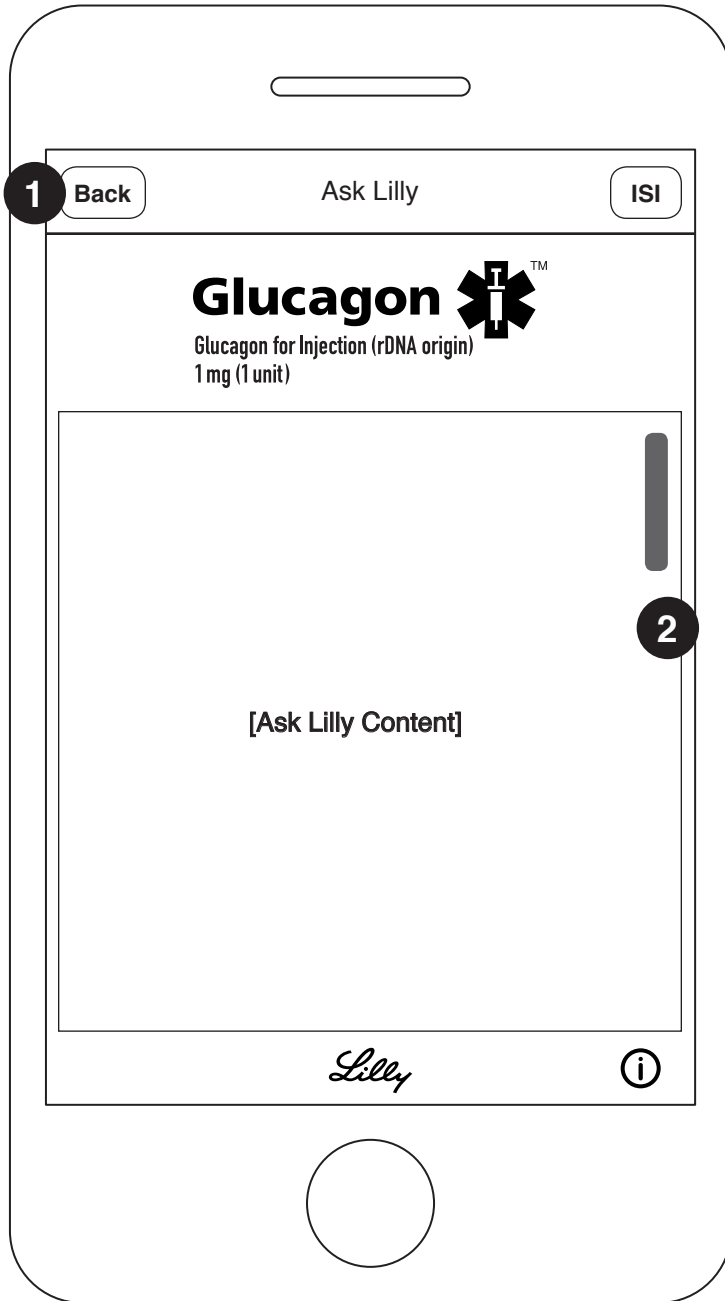 1 Back Ask Lilly ISI
Glucagon TM
Glucagon for Injection (rDNA origin)
1 mg (1 unit)
2
[Ask Lilly Content]
Lilly i